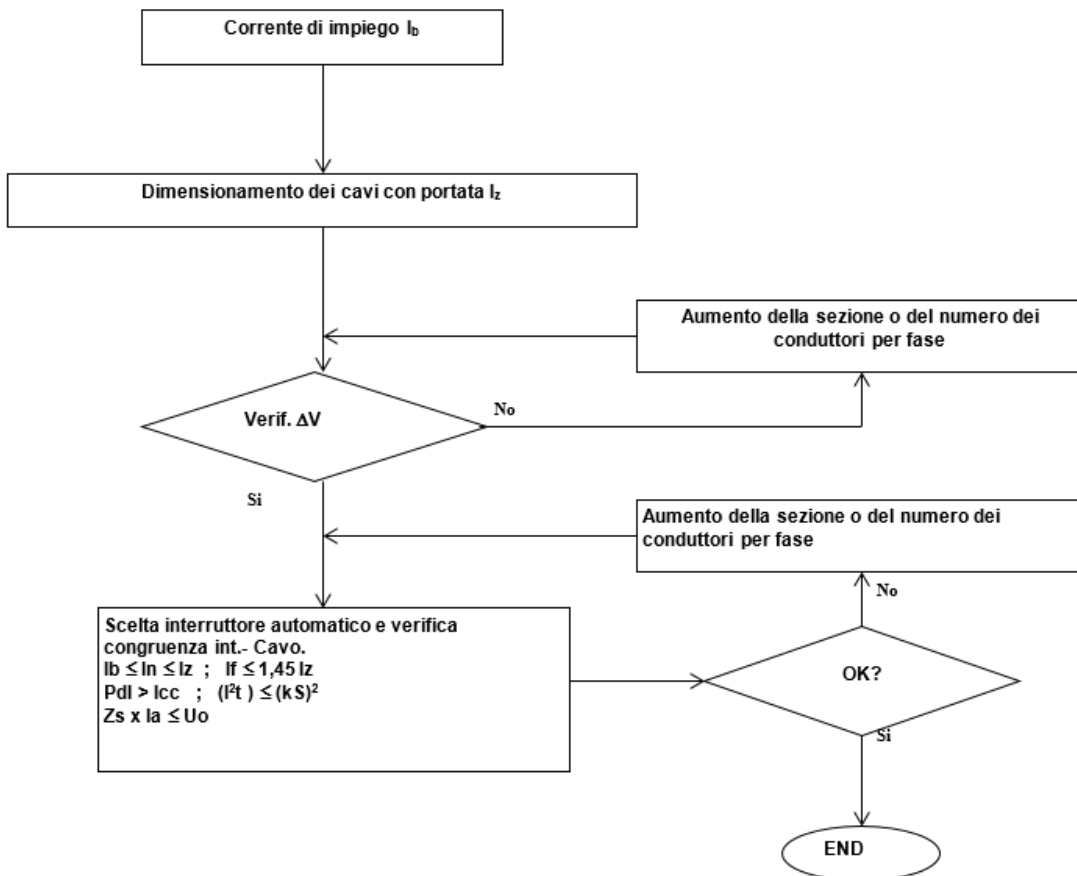 Corrente di impiego Ib
Dimensionamento dei cavi con portata Iz
Aumento della sezione o del numero dei
conduttori per fase
Verif. ΔV
No
Si
Aumento della sezione o del numero dei
conduttori per fase
No
Scelta interruttore automatico e verifica
congruenza int.- Cavo.
Ib ≤ In ≤ Iz ; If ≤ 1,45 Iz
PdI > Icc ; (I²t ) ≤ (kS)²
Zs x Ia ≤ Uo
OK?
Si
END